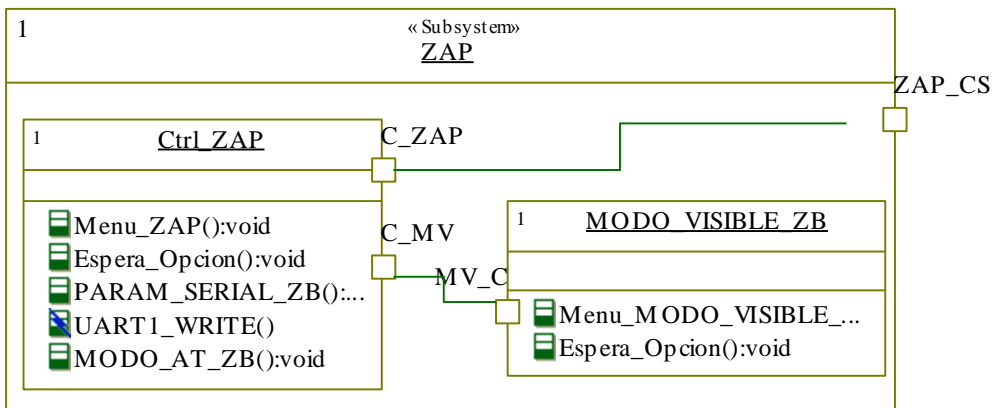 1
«Subsystem»
ZAP
ZAP_CS
1
Ctrl_ZAP
C_ZAP
Menu_ZAP():void
Espera_Opcion():void
PARAM_SERIAL_ZB():...
UART1_WRITE()
MODO_AT_ZB():void
C_MV
MV_C
1
MODO_VISIBLE_ZB
Menu_MODO_VISIBLE_...
Espera_Opcion():void